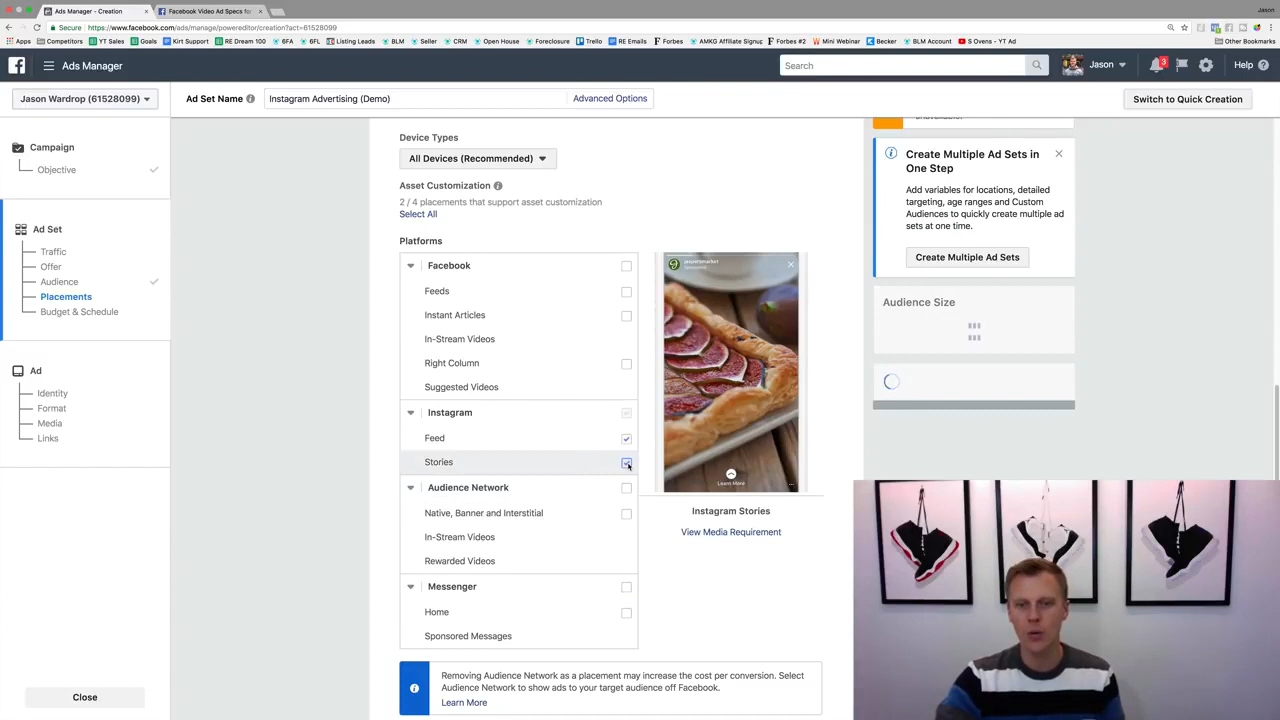 Ads Manager - Creation
Facebook Video Ad Specs for
Jason
Secure
https://www.facebook.com/ads/manage/powereditor/creation?act=61528099
Apps
Competitors
YT Sales
Goals
Kirt Support
RE Dream 100
6FA
6FL
Listing Leads
BLM
Seller
CRM
Open House
Foreclosure
Trello
RE Emails
Forbes
AMKG Affiliate Signup
Forbes #2
Mini Webinar
Becker
BLM Account
S Ovens - YT Ad
Other Bookmarks
Ads Manager
Search
Jason
3
Help
Jason Wardrop (61528099)
Ad Set Name
Instagram Advertising (Demo)
Advanced Options
Switch to Quick Creation
Campaign
Objective
Ad Set
Traffic
Offer
Audience
Placements
Budget & Schedule
Ad
Identity
Format
Media
Links
Close
Device Types
All Devices (Recommended)
Asset Customization
2 / 4 placements that support asset customization
Select All
Platforms
Facebook
Feeds
Instant Articles
In-Stream Videos
Right Column
Suggested Videos
Instagram
Feed
Stories
Audience Network
Native, Banner and Interstitial
In-Stream Videos
Rewarded Videos
Messenger
Home
Sponsored Messages
Learn More
Instagram Stories
View Media Requirement
Removing Audience Network as a placement may increase the cost per conversion. Select
Audience Network to show ads to your target audience off Facebook.
Learn More
Create Multiple Ad Sets in
One Step
Add variables for locations, detailed
targeting, age ranges and Custom
Audiences to quickly create multiple ad
sets at one time.
Create Multiple Ad Sets
Audience Size